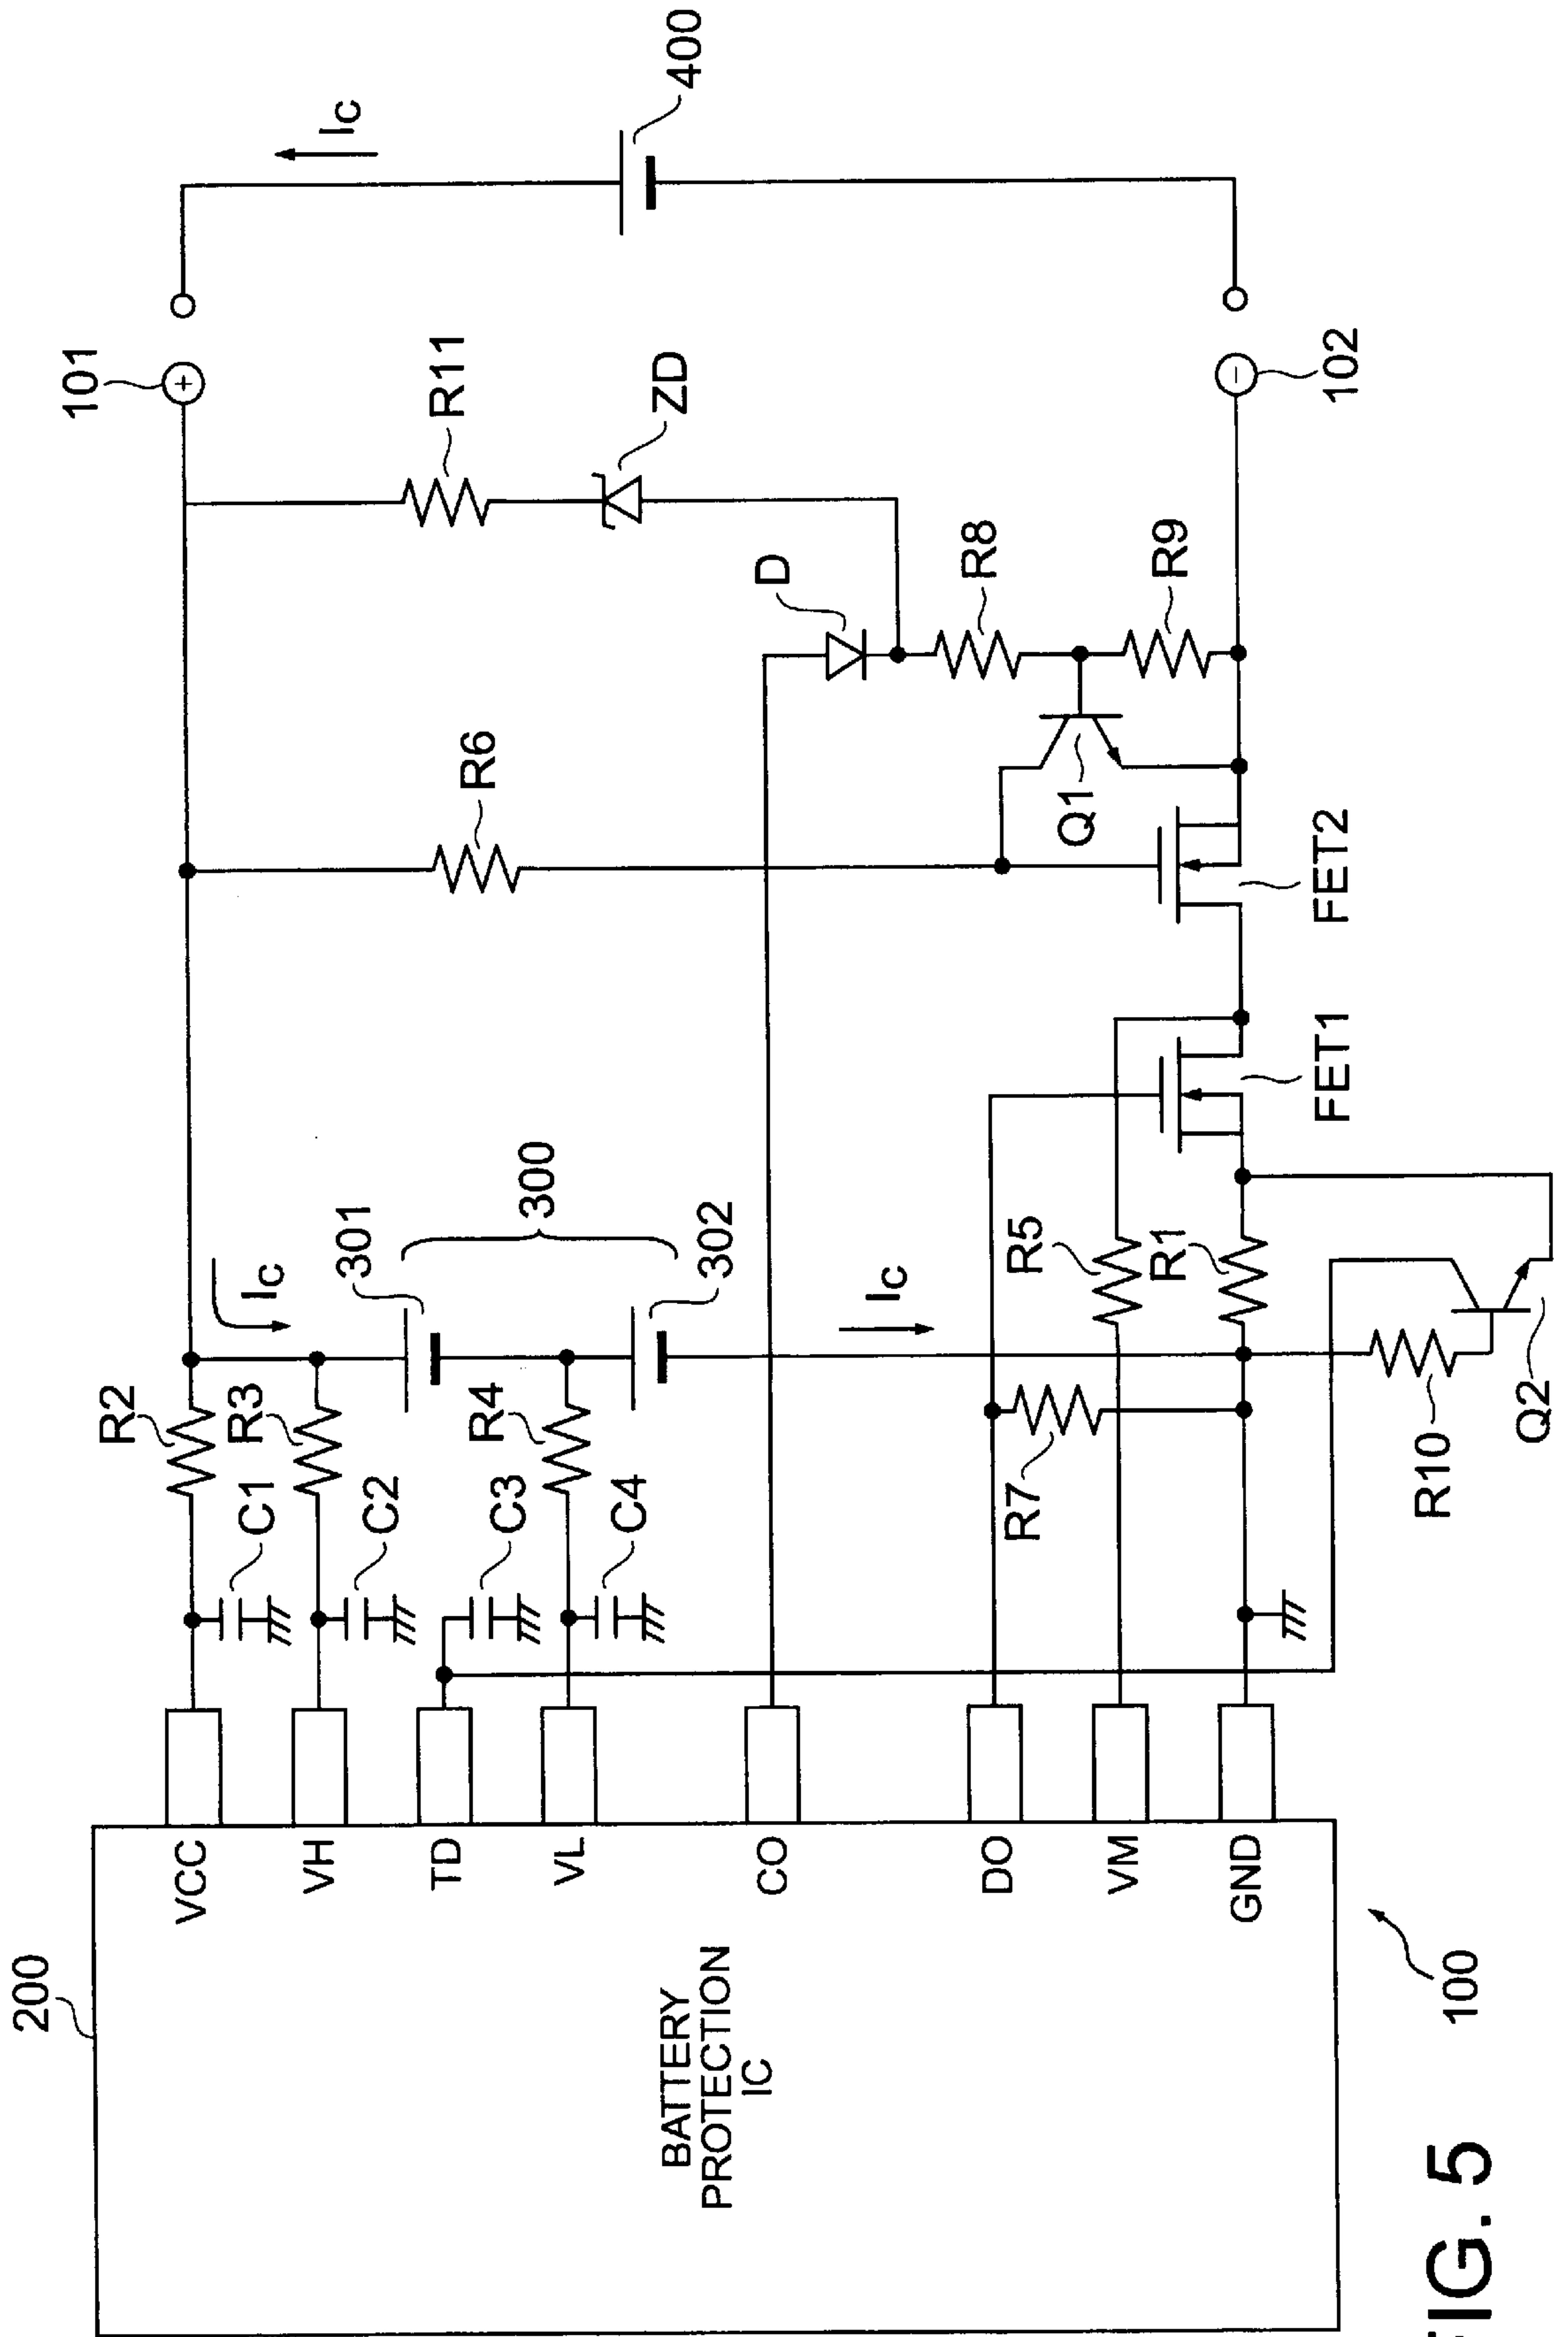 200
BATTERY
PROTECTION
IC
VCC
VH
TD
VL
CO
DO
VM
GND
100
R2
C1
R3
C2
C3
R4
C4
R7
R10
Q2
Ic
301
300
302
Ic
R5
R1
FET1
FET2
R6
Q1
D
R8
R9
R11
ZD
101
+
-
102
Ic
400
FIG. 5